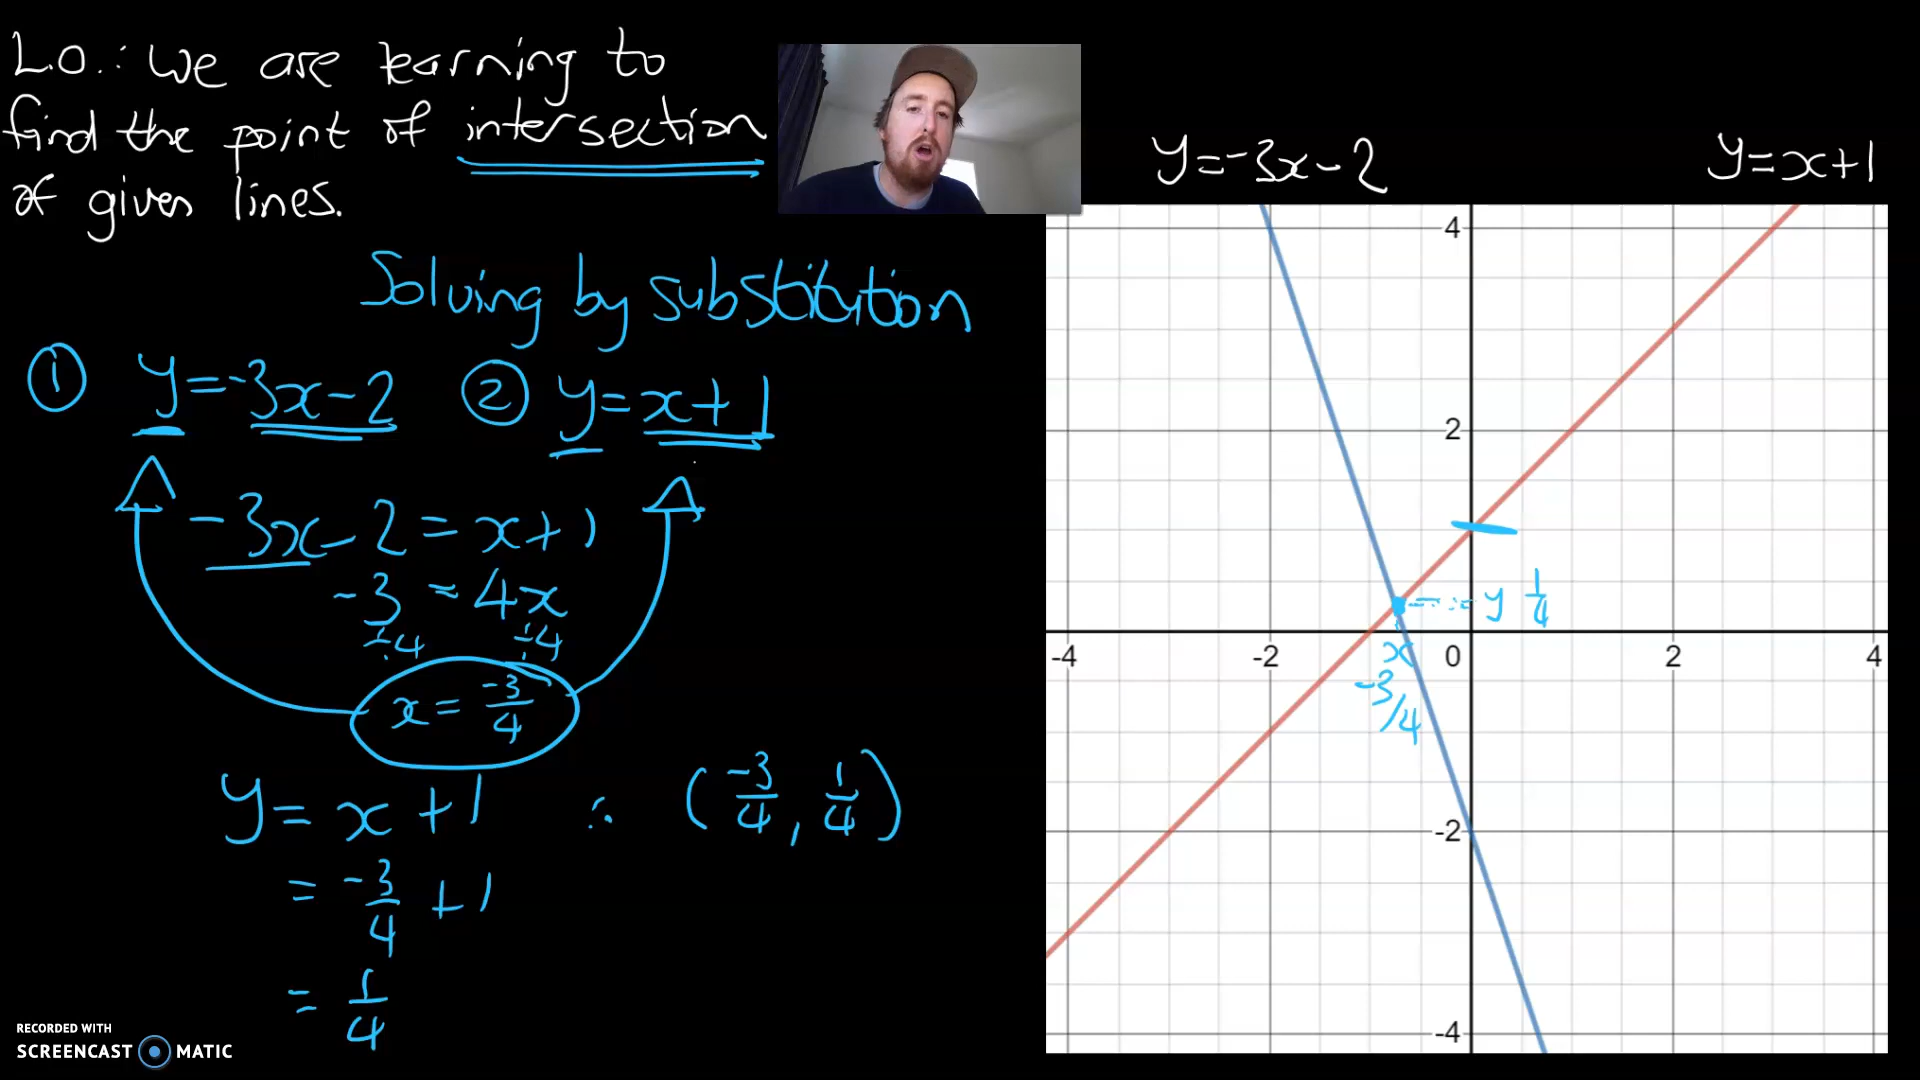 L.O.: We are learning to
find the point of intersection
of given lines.
Solving by substitution
① y=-3x-2 ② y=x+1
-3x-2=x+1
-3=4x
÷4 ÷4
x=-3/4
y=x+1 ∴ (-3/4, 1/4)
=-3/4+1
=1/4
y=-3x-2 y=x+1
4
2
y 1/4
-4 -2 0 2 4
x
-3/4
-2
-4
RECORDED WITH
SCREENCAST MATIC